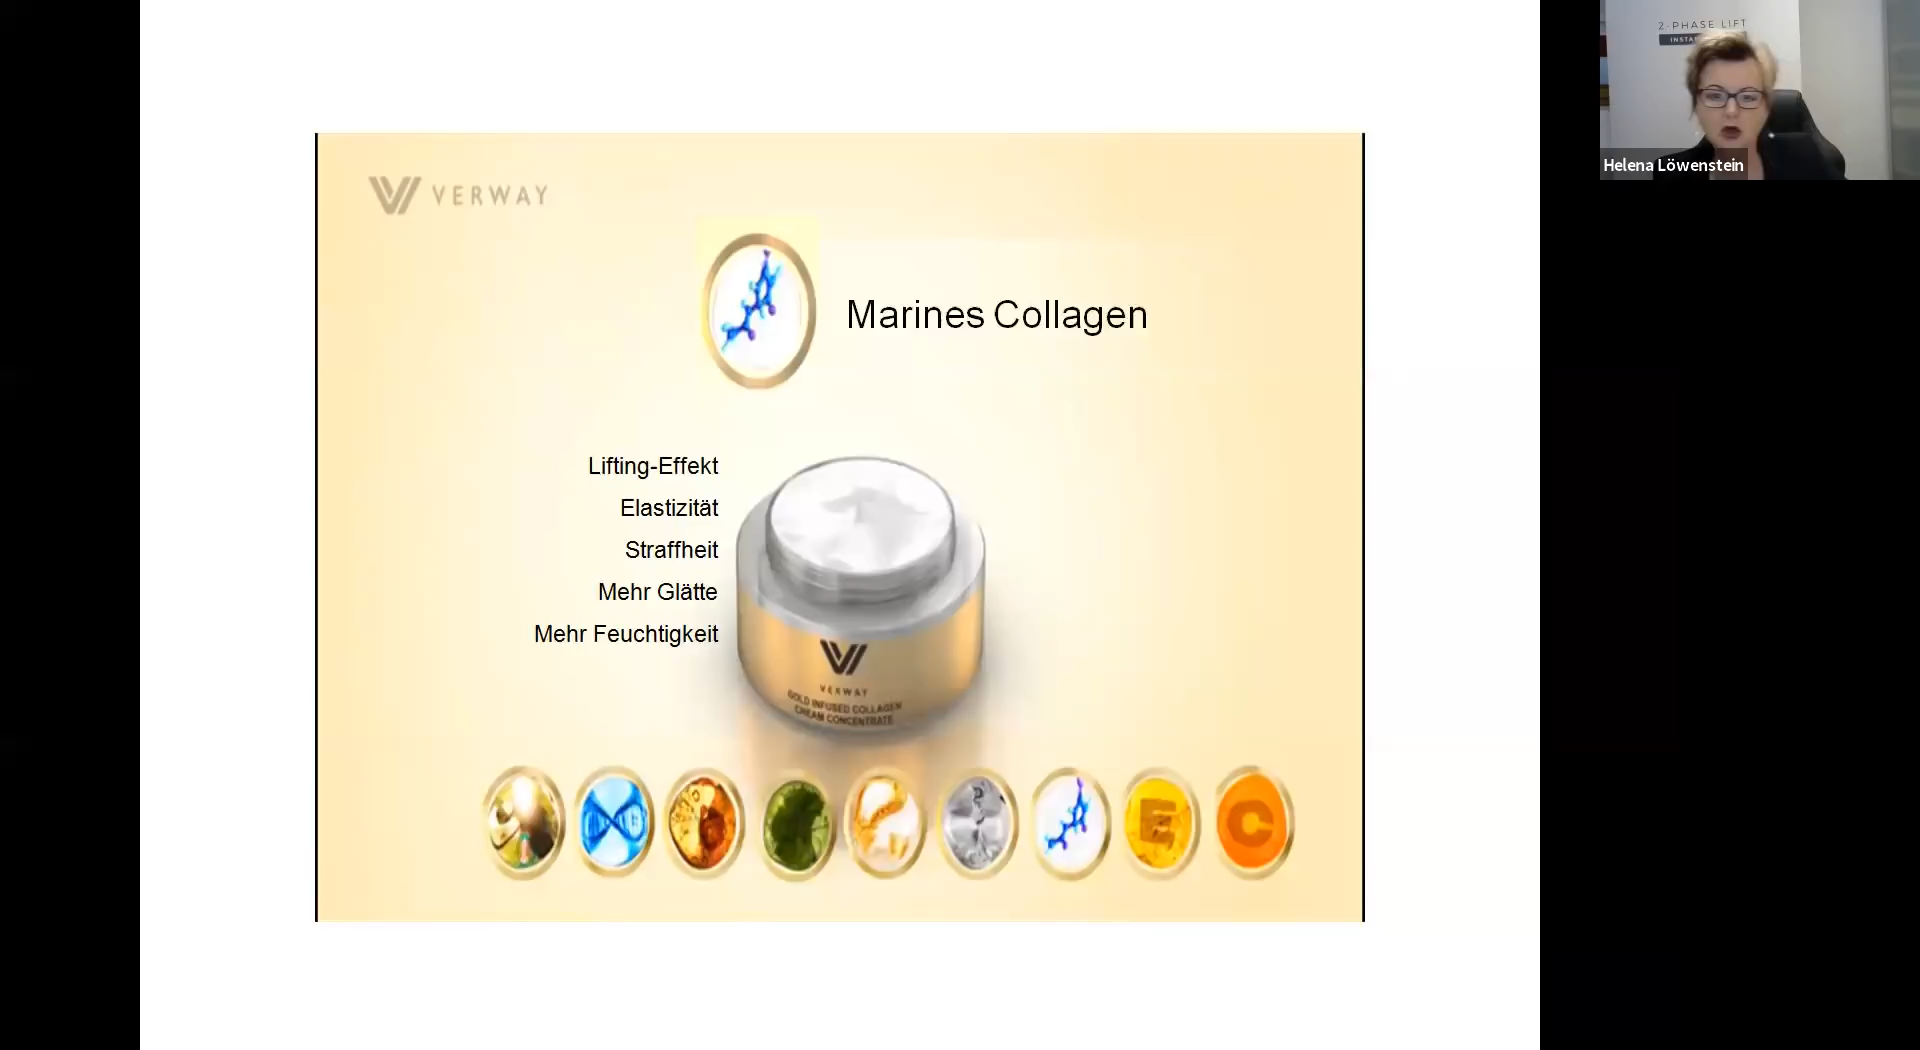 2-PHASE LIFT
Helena Löwenstein
VERWAY
Marines Collagen
Lifting-Effekt
Elastizität
Straffheit
Mehr Glätte
Mehr Feuchtigkeit
VERWAY
GOLD INFUSED COLLAGEN
CREAM CONCENTRATE
E
C